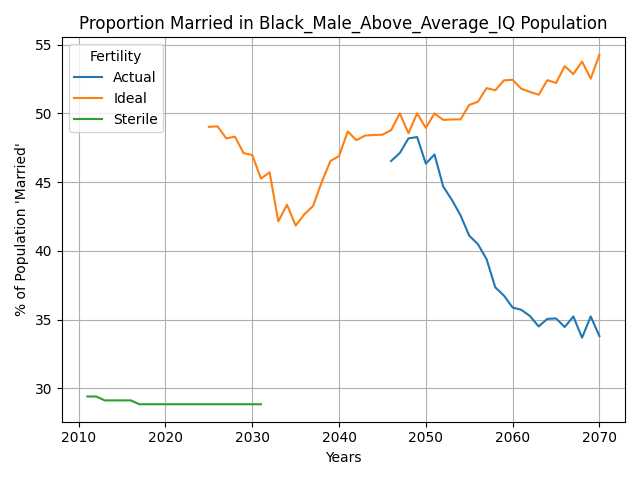 Proportion Married in Black_Male_Above_Average_IQ Population
Fertility
Actual
Ideal
Sterile
% of Population 'Married'
55
50
45
40
35
30
2010 2020 2030 2040 2050 2060 2070
Years